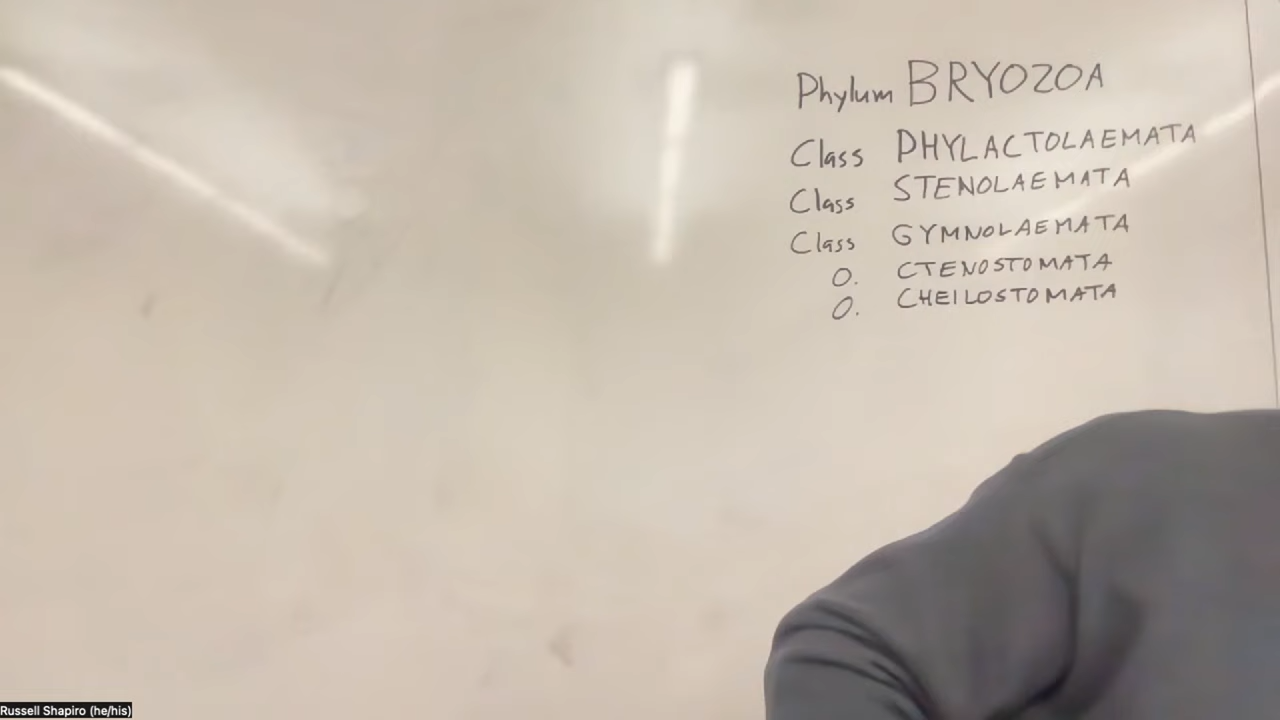 Phylum BRYOZOA
Class PHYLACTOLAEMATA
Class STENOLAEMATA
Class GYMNOLAEMATA
O. CTENOSTOMATA
O. CHEILOSTOMATA
Russell Shapiro (he/his)